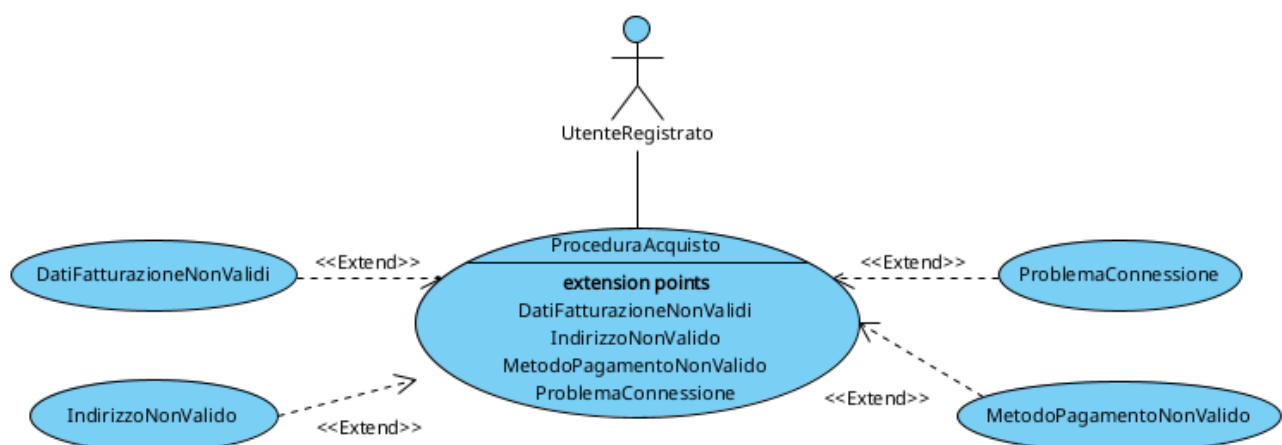 UtenteRegistrato
ProceduraAcquisto
extension points
DatiFatturazioneNonValidi
IndirizzoNonValido
MetodoPagamentoNonValido
ProblemaConnessione
DatiFatturazioneNonValidi
<<Extend>>
<<Extend>>
ProblemaConnessione
IndirizzoNonValido
<<Extend>>
<<Extend>>
MetodoPagamentoNonValido